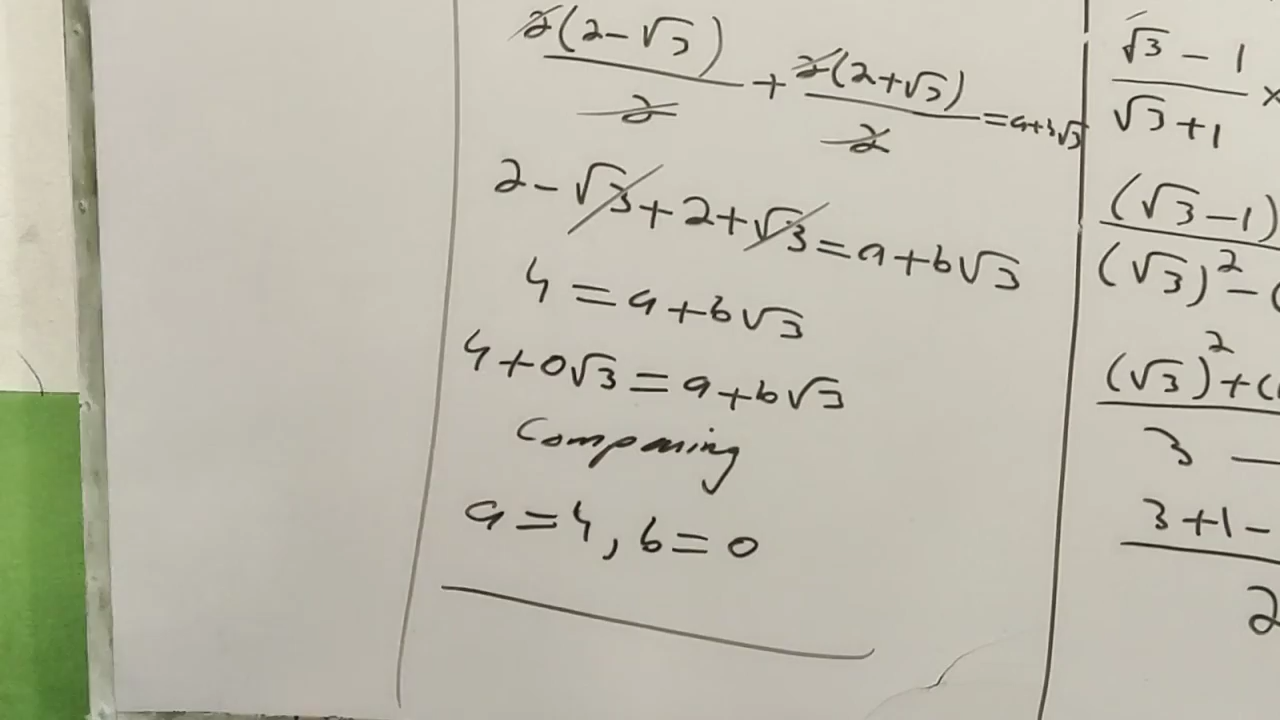 2(2-√3)/2 + 2(2+√3)/2 = a+b√3
2-√3+2+√3=a+b√3
4=a+b√3
4+0√3=a+b√3
Comparing
a=4, b=0
√3-1/√3+1 ×
(√3-1)/(√3)²-(
(√3)²+(
3 -
3+1-
2